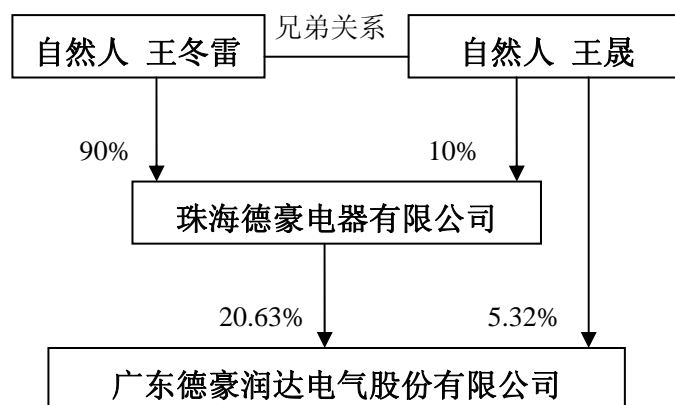 兄弟关系
自然人 王冬雷
自然人 王晟
90%
10%
珠海德豪电器有限公司
20.63%
5.32%
广东德豪润达电气股份有限公司